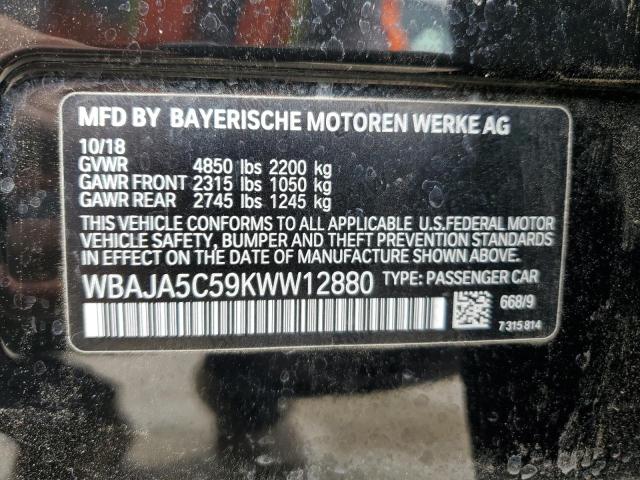 MFD BY BAYERISCHE MOTOREN WERKE AG
10/18
GVWR 4850 lbs 2200 kg
GAWR FRONT 2315 lbs 1050 kg
GAWR REAR 2745 lbs 1245 kg
THIS VEHICLE CONFORMS TO ALL APPLICABLE U.S.FEDERAL MOTOR
VEHICLE SAFETY, BUMPER AND THEFT PREVENTION STANDARDS
IN EFFECT ON THE DATE OF MANUFACTURE SHOWN ABOVE.
WBAJA5C59KWW12880 TYPE: PASSENGER CAR
668/9
7 315 814